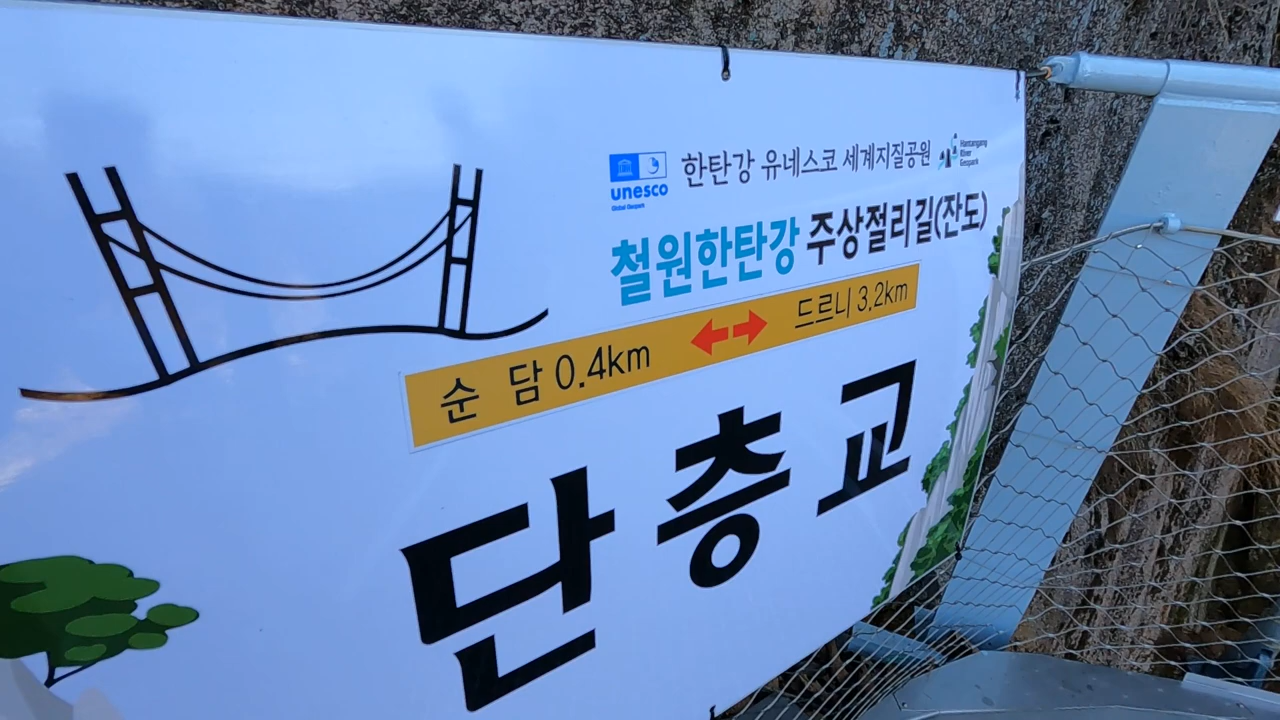 unesco
Global Geopark
한탄강 유네스코 세계지질공원
Hantangang
River
Geopark
철원한탄강 주상절리길(잔도)
순 담 0.4km ↔ 드르니 3.2km
단층교